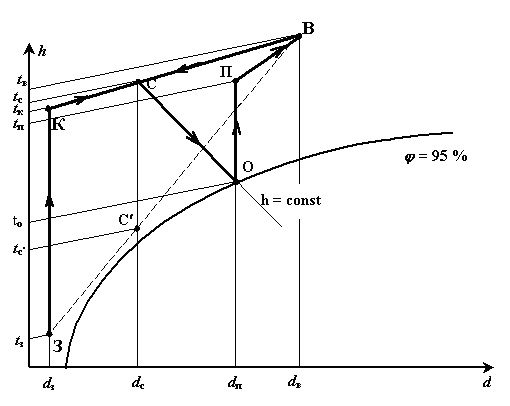 B
h
tв
tс
tк
tп
С
П
К
O
φ = 95 %
h = const
to
C'
tс'
tз
З
dз
dс
dп
dв
d